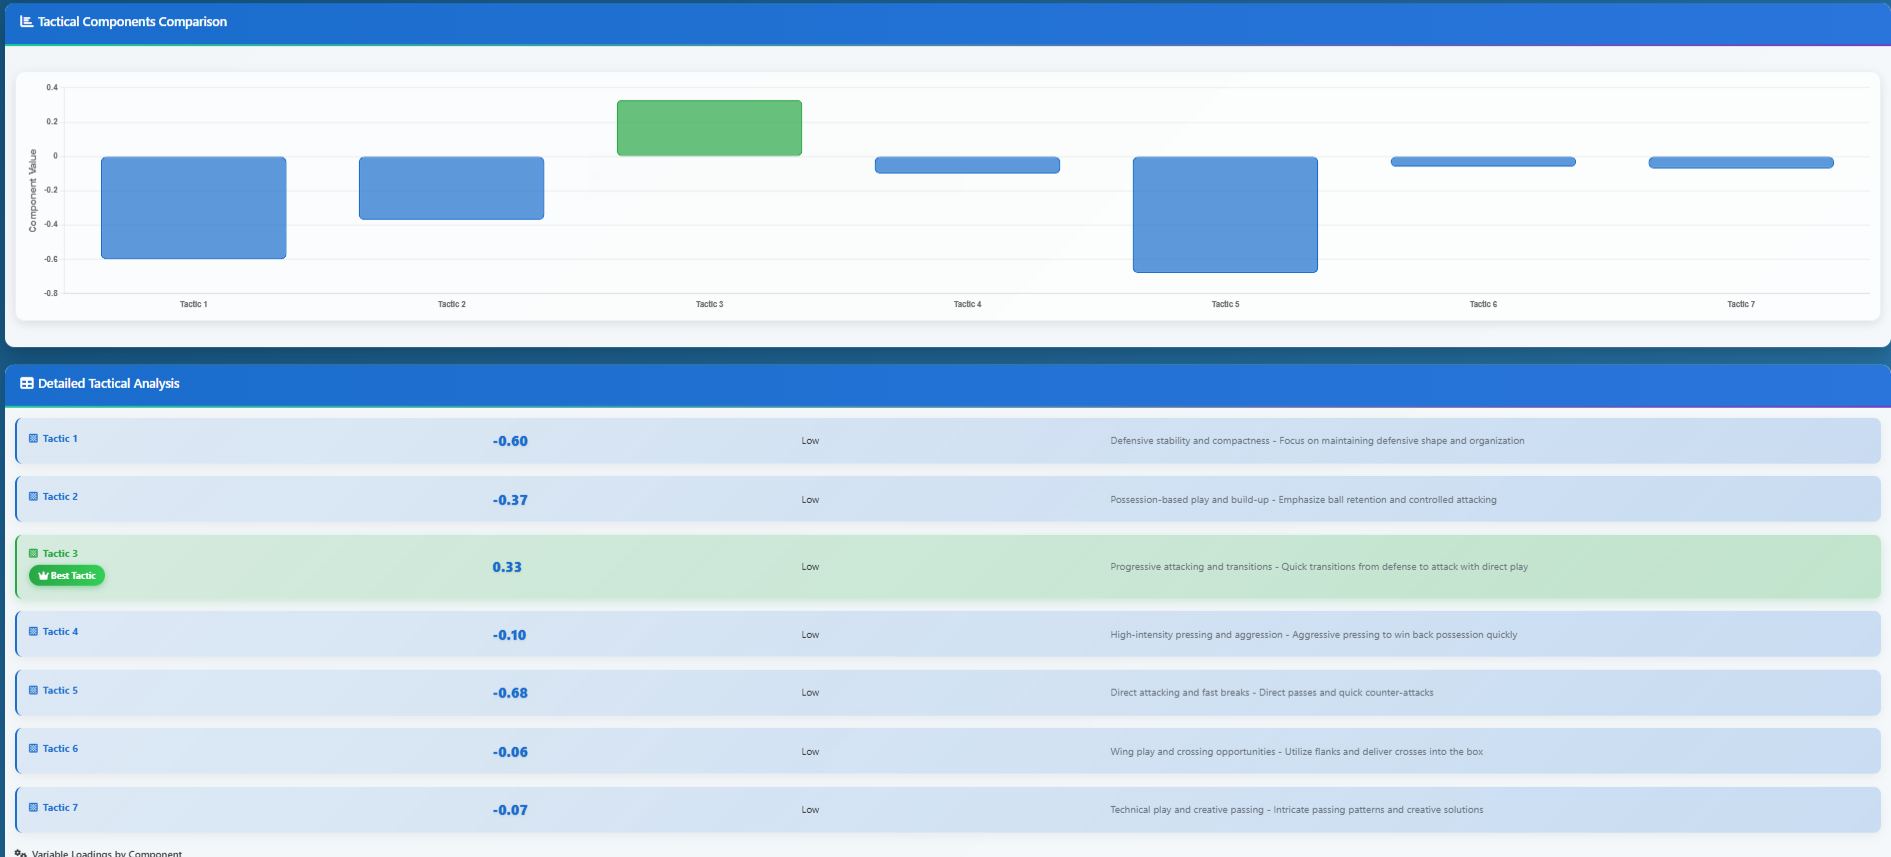 Tactical Components Comparison
0.4
0.2
0
-0.2
-0.4
-0.6
-0.8
Component Value
Tactic 1 Tactic 2 Tactic 3 Tactic 4 Tactic 5 Tactic 6 Tactic 7
Detailed Tactical Analysis
Tactic 1 -0.60 Low Defensive stability and compactness - Focus on maintaining defensive shape and organization
Tactic 2 -0.37 Low Possession-based play and build-up - Emphasize ball retention and controlled attacking
Tactic 3
Best Tactic
0.33 Low Progressive attacking and transitions - Quick transitions from defense to attack with direct play
Tactic 4 -0.10 Low High-intensity pressing and aggression - Aggressive pressing to win back possession quickly
Tactic 5 -0.68 Low Direct attacking and fast breaks - Direct passes and quick counter-attacks
Tactic 6 -0.06 Low Wing play and crossing opportunities - Utilize flanks and deliver crosses into the box
Tactic 7 -0.07 Low Technical play and creative passing - Intricate passing patterns and creative solutions
Variable Loadings by Component